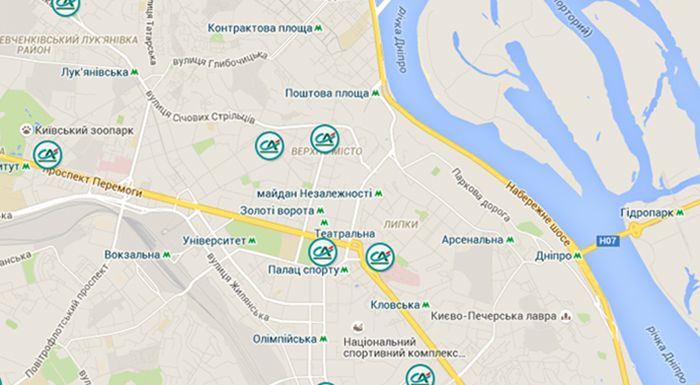 Контрактова площа
річка Дніпро
горторий)
ЕВЧЕНКІВСЬКИЙ
ЛУК'ЯНІВКА
РАЙОН
вулиця Татарська
вулиця Глибочицька
Лук'янівська
Поштова площа
вулиця Січових Стрільців
Київський зоопарк
ВЕРХНЄ МІСТО
итут
проспект Перемоги
Паркова дорога
Набережне шосе
майдан Незалежності
Золоті ворота
ЛИПКИ
Гідропарк
Театральна
Університет
Арсенальна
H07
Вокзальна
Дніпро
Палац спорту
вулиця Жилянська
Повітрофлотський проспект
Кловська
Києво-Печерська лавра
Олімпійська
Національний
спортивний комплекс...
річка Дніпро